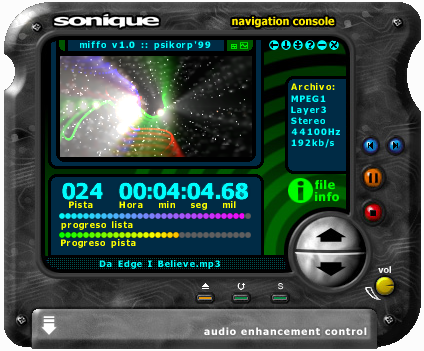 sonique
navigation console
miffo v1.0 :: psikorp'99
Archivo:
MPEG1
Layer3
Stereo
44100Hz
192kb/s
024 00:04:04.68
Pista Hora min seg mil
progreso lista
Progreso pista
file
info
Da Edge I Believe.mp3
vol
S
audio enhancement control